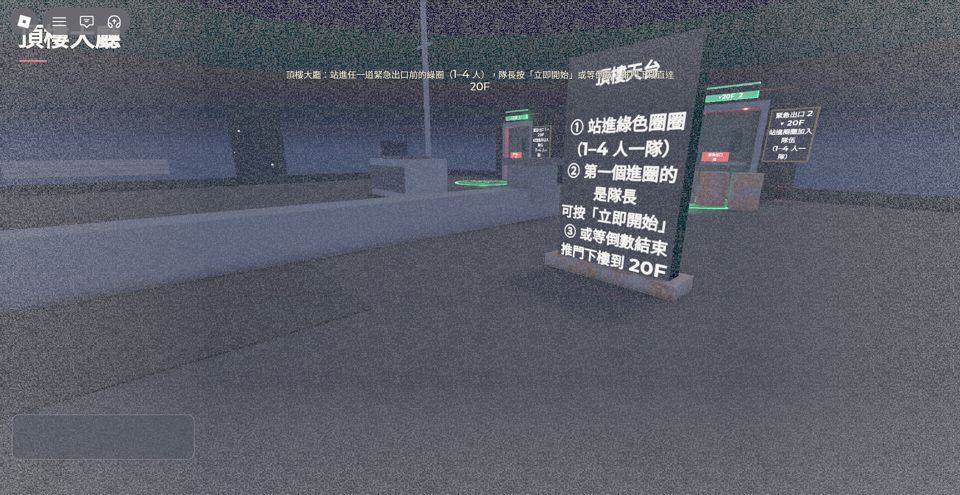 頂樓大廳
頂樓大廳：站進任一道緊急出口前的綠圈（1–4 人），隊長按「立即開始」或等倒
直達
20F
頂樓天台
① 站進綠色圈圈
（1–4 人一隊）
② 第一個進圈的
是隊長
可按「立即開始」
③ 或等倒數結束
推門下樓到 20F
20F 2
緊急出口 2
▼ 20F
站進綠圈加入
隊伍
（1–4 人一
隊）